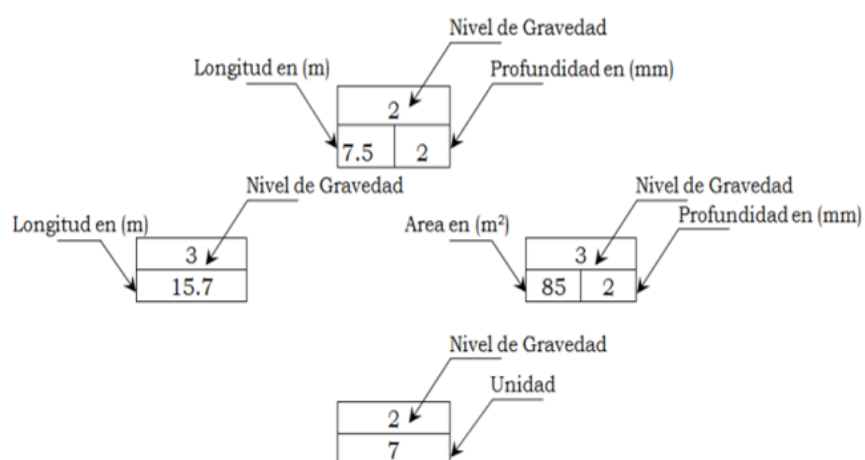 Nivel de Gravedad
Longitud en (m)
Profundidad en (mm)
2
7.5 2
Nivel de Gravedad
Longitud en (m)
3
15.7
Nivel de Gravedad
Area en (m²)
Profundidad en (mm)
3
85 2
Nivel de Gravedad
Unidad
2
7